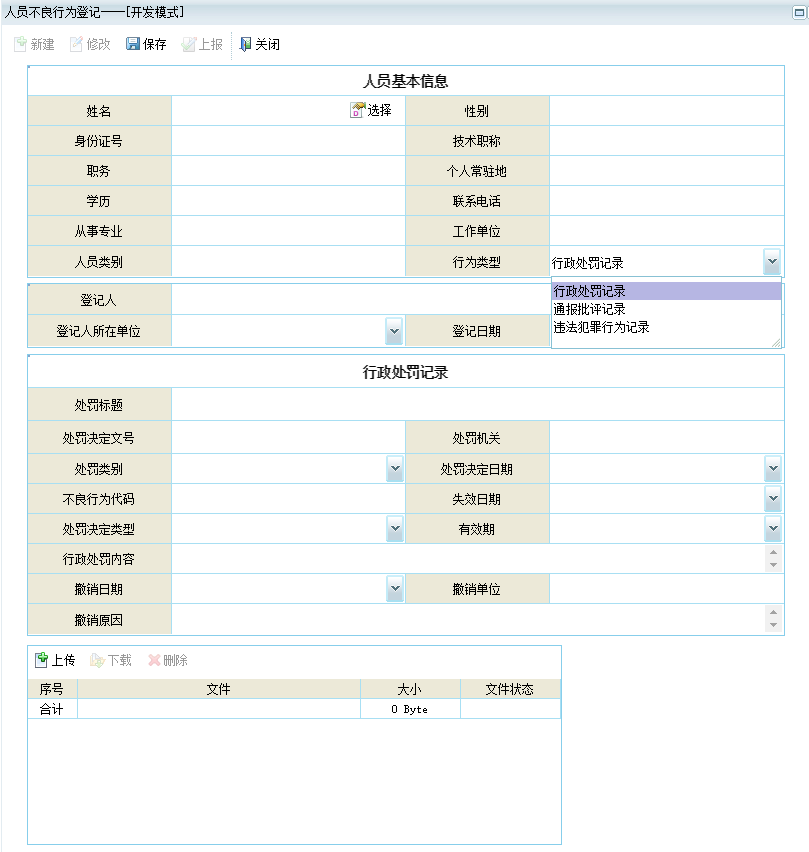 人员不良行为登记——[开发模式]
新建 修改 保存 上报 关闭
人员基本信息
姓名 选择 性别
身份证号 技术职称
职务 个人常驻地
学历 联系电话
从事专业 工作单位
人员类别 行为类型 行政处罚记录
行政处罚记录
通报批评记录
违法犯罪行为记录
登记人
登记人所在单位 登记日期
行政处罚记录
处罚标题
处罚决定文号 处罚机关
处罚类别 处罚决定日期
不良行为代码 失效日期
处罚决定类型 有效期
行政处罚内容
撤销日期 撤销单位
撤销原因
上传 下载 删除
序号 文件 大小 文件状态
合计 0 Byte